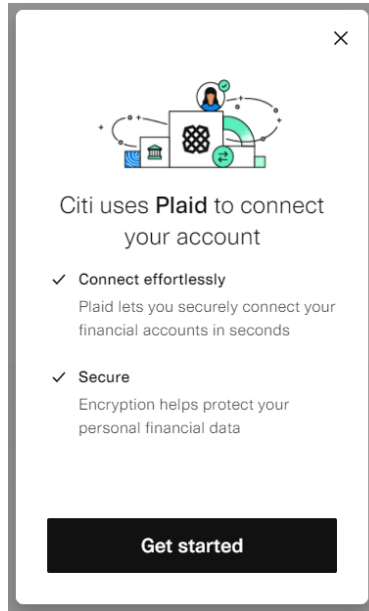 Citi uses Plaid to connect
your account
Connect effortlessly
Plaid lets you securely connect your
financial accounts in seconds
Secure
Encryption helps protect your
personal financial data
Get started